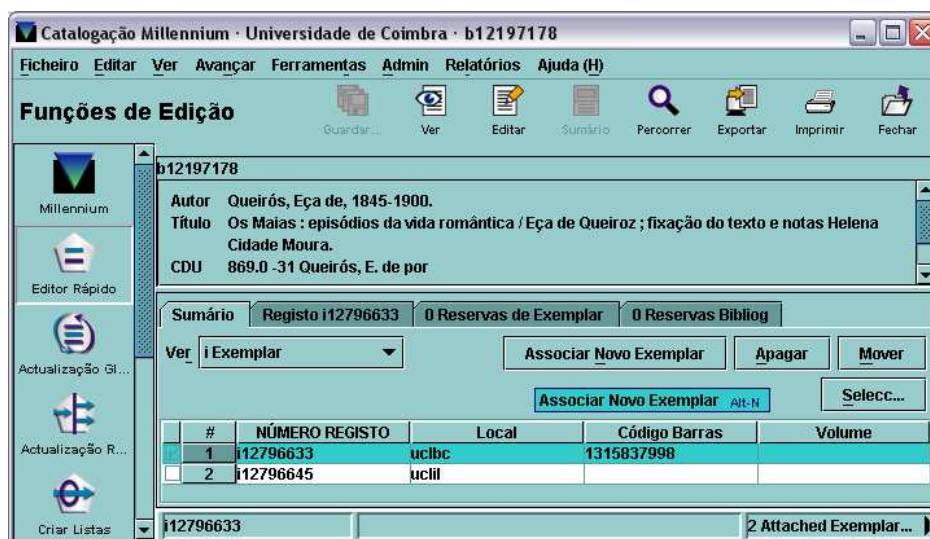 Catalogação Millennium · Universidade de Coimbra · b12197178
Ficheiro Editar Ver Avançar Ferramentas Admin Relatórios Ajuda (H)
Funções de Edição
Guardar... Ver Editar Sumário Percorrer Exportar Imprimir Fechar
Millennium
Editor Rápido
Actualização Gl...
Actualização R...
Criar Listas
b12197178
Autor Queirós, Eça de, 1845-1900.
Título Os Maias : episódios da vida romântica / Eça de Queiroz ; fixação do texto e notas Helena
Cidade Moura.
CDU 869.0 -31 Queirós, E. de por
Sumário Registo i12796633 0 Reservas de Exemplar 0 Reservas Bibliog
Ver i Exemplar Associar Novo Exemplar Apagar Mover
Associar Novo Exemplar Alt-N Selecc...
# NÚMERO REGISTO Local Código Barras Volume
1 i12796633 uclbc 1315837998
2 i12796645 uclil
i12796633 2 Attached Exemplar...